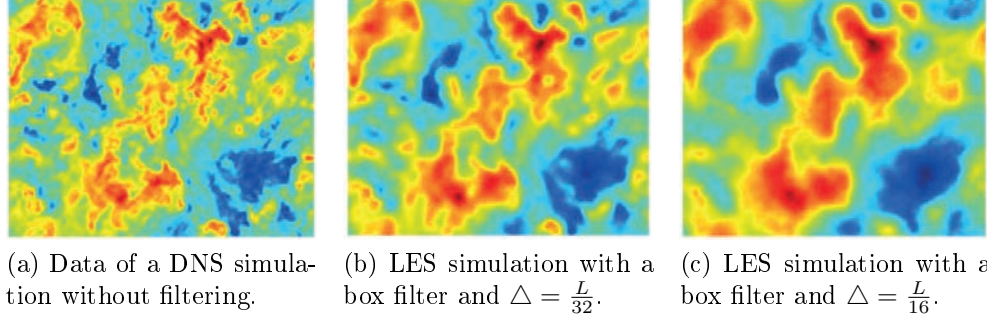 (a) Data of a DNS simula-
tion without filtering.
(b) LES simulation with a
box filter and △ = L/32.
(c) LES simulation with a
box filter and △ = L/16.